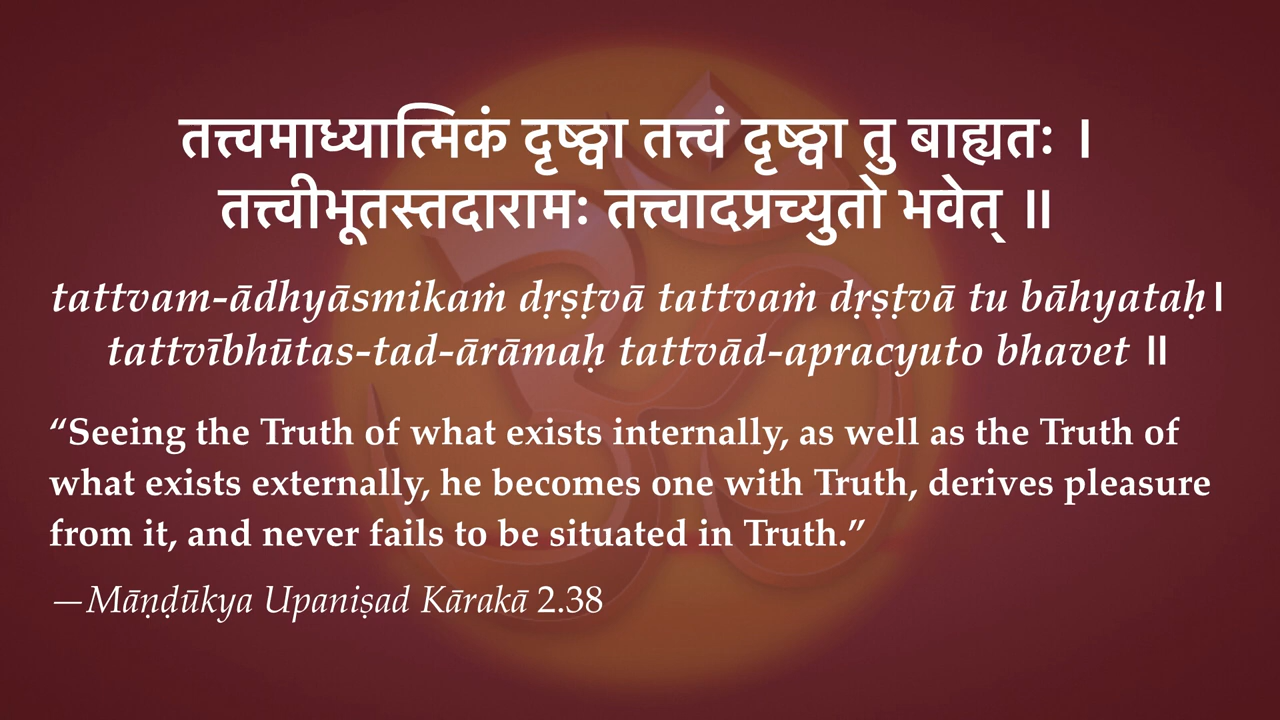 तत्त्वमाध्यात्मिकं दृष्ट्वा तत्त्वं दृष्ट्वा तु बाह्यतः ।
तत्त्वीभूतस्तदारामः तत्त्वादप्रच्युतो भवेत् ॥
tattvam-ādhyāsmikaṁ dṛṣṭvā tattvaṁ dṛṣṭvā tu bāhyataḥ।
tattvībhūtas-tad-ārāmaḥ tattvād-apracyuto bhavet ॥
“Seeing the Truth of what exists internally, as well as the Truth of
what exists externally, he becomes one with Truth, derives pleasure
from it, and never fails to be situated in Truth.”
—Māṇḍūkya Upaniṣad Kārakā 2.38